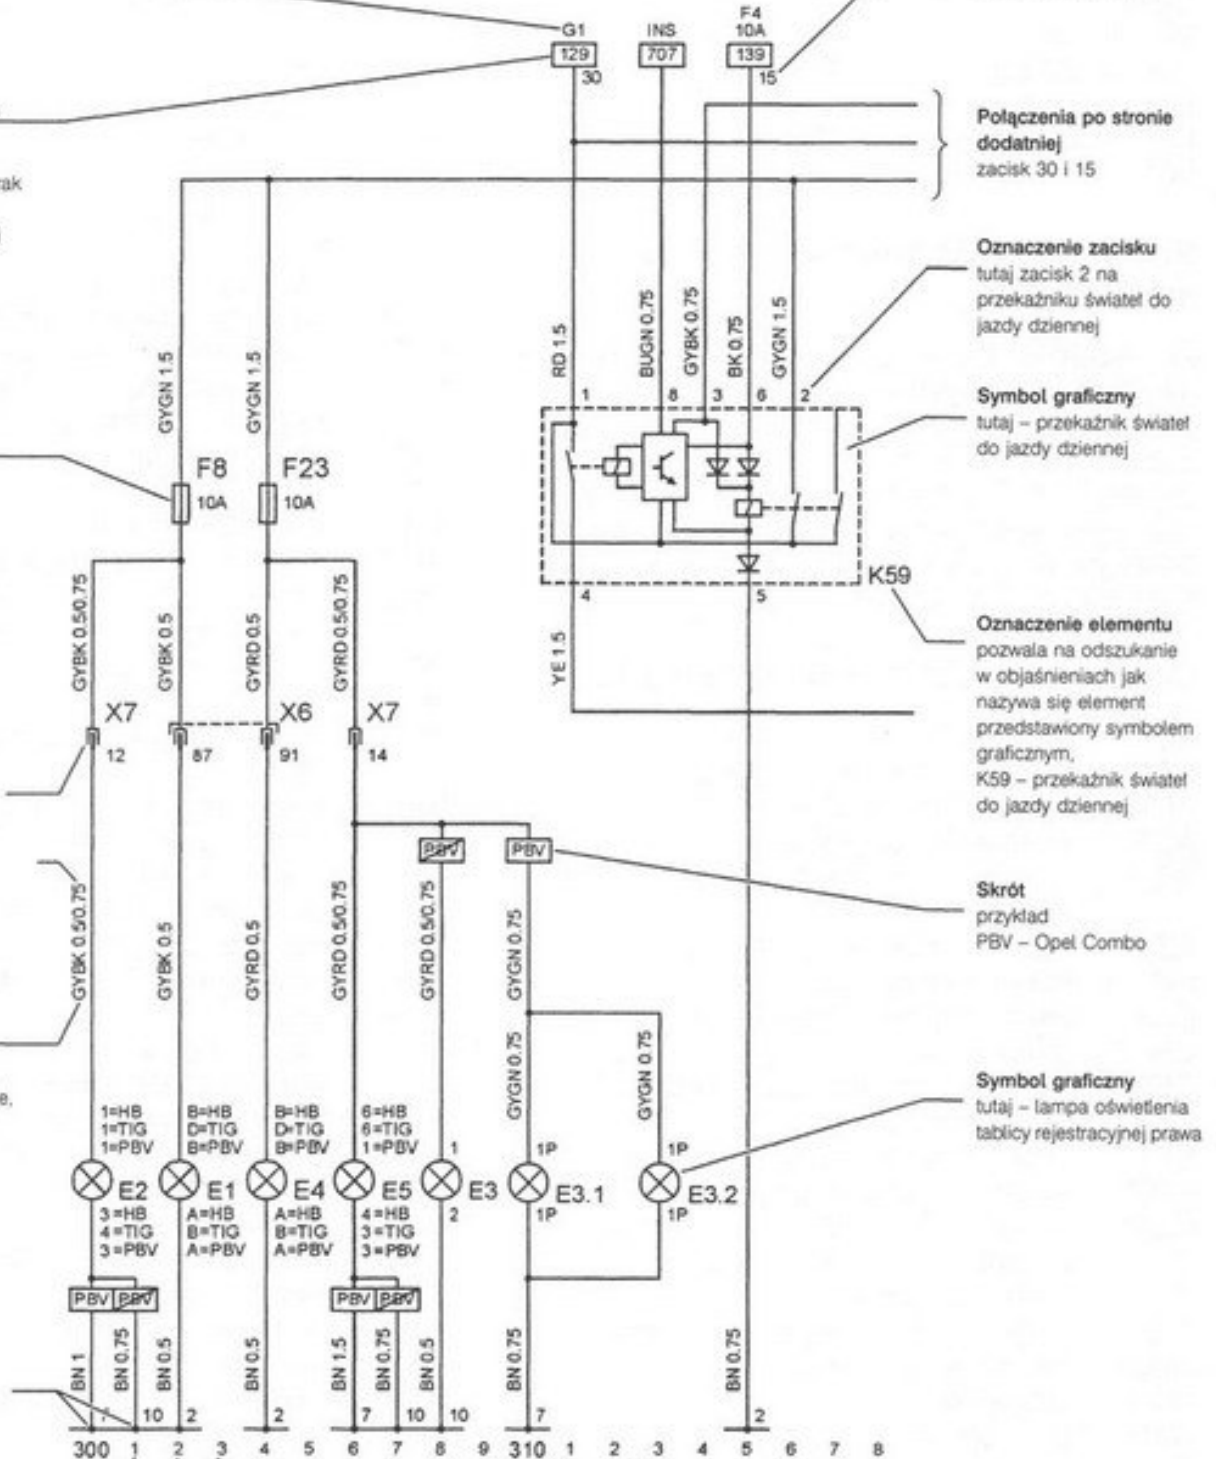 G1
INS
F4
10A
129
707
139
30
15
Połączenia po stronie
dodatniej
zacisk 30 i 15
ak
Oznaczenie zacisku
tutaj zacisk 2 na
przekaźniku świateł do
jazdy dziennej
GYGN 1.5
GYGN 1.5
RD 1.5
BUGN 0.75
GYBK 0.75
BK 0.75
GYGN 1.5
1
8
3
6
2
Symbol graficzny
tutaj – przekaźnik świateł
do jazdy dziennej
F8
10A
F23
10A
K59
4
5
YE 1.5
Oznaczenie elementu
pozwala na odszukanie
w objaśnieniach jak
nazywa się element
przedstawiony symbolem
graficznym,
K59 – przekaźnik świateł
do jazdy dziennej
GYBK 0.5/0.75
GYBK 0.5
GYRD 0.5
GYRD 0.5/0.75
X7
X6
X7
12
87
91
14
PBV
PBV
Skrót
przykład
PBV – Opel Combo
GYBK 0.5/0.75
GYBK 0.5
GYRD 0.5
GYRD 0.5/0.75
GYRD 0.5/0.75
GYGN 0.75
GYGN 0.75
GYGN 0.75
e,
Symbol graficzny
tutaj – lampa oświetlenia
tablicy rejestracyjnej prawa
1=HB
1=TIG
1=PBV
B=HB
D=TIG
B=PBV
B=HB
D=TIG
B=PBV
6=HB
6=TIG
1=PBV
1
1P
1P
E2
E1
E4
E5
E3
E3.1
E3.2
3=HB
4=TIG
3=PBV
A=HB
B=TIG
A=PBV
A=HB
B=TIG
A=PBV
4=HB
3=TIG
3=PBV
2
1P
1P
PBV
PBV
PBV
PBV
BN 1
BN 0.75
BN 0.5
BN 0.5
BN 1.5
BN 0.75
BN 0.5
BN 0.75
BN 0.75
10
2
2
7
10
10
7
2
300 1 2 3 4 5 6 7 8 9 310 1 2 3 4 5 6 7 8